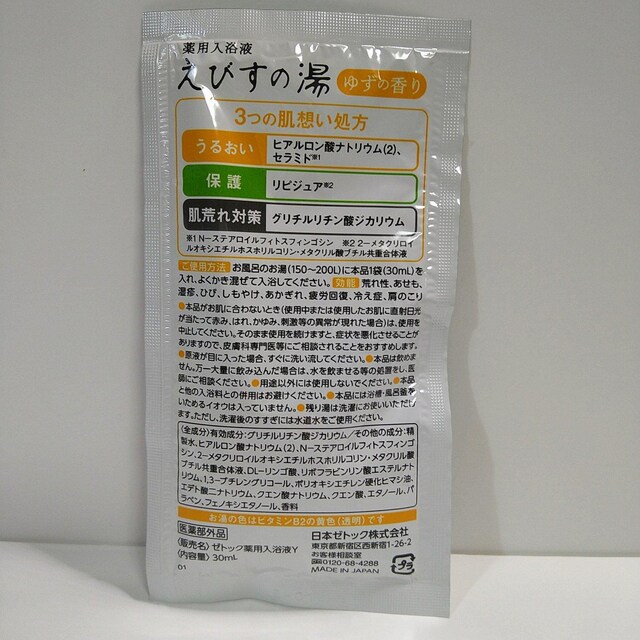 薬用入浴液
えびすの湯 ゆずの香り
3つの肌想い処方
うるおい ヒアルロン酸ナトリウム(2)、
セラミド※1
保護 リピジュア※2
肌荒れ対策 グリチルリチン酸ジカリウム
※1 N-ステアロイルフィトスフィンゴシン ※2 2-メタクリロイ
ルオキシエチルホスホリルコリン・メタクリル酸ブチル共重合体液
ご使用方法 お風呂のお湯(150〜200L)に本品1袋(30mL)を
入れ、よくかき混ぜて入浴してください。 効能 荒れ性、あせも、
湿疹、ひび、しもやけ、あかぎれ、疲労回復、冷え症、肩のこり
●本品がお肌に合わないとき(使用中または使用したお肌に直射日光
が当たって赤み、はれ、かゆみ、刺激等の異常が現れた場合)は、使用を
中止してください。そのまま使用を続けますと、症状を悪化させることが
ありますので、皮膚科専門医等にご相談されることをおすすめします。
●原液が目に入った場合、すぐに洗い流してください。 ●本品は飲めま
せん。万一大量に飲み込んだ場合は、水を飲ませる等の処置をし、医
師にご相談ください。 ●用途以外には使用しないでください。 ●本品
と他の入浴料との併用はお避けください。 ●本品には浴槽・風呂釜を
いためるイオウは入っていません。 ●残り湯は洗濯にお使いいただけ
ます。ただし、洗濯後のすすぎには水道水をご使用ください。
(全成分)有効成分:グリチルリチン酸ジカリウム/その他の成分:精
製水、ヒアルロン酸ナトリウム(2)、N-ステアロイルフィトスフィンゴ
シン、2-メタクリロイルオキシエチルホスホリルコリン・メタクリル酸
ブチル共重合体液、DL-リンゴ酸、リボフラビンリン酸エステルナト
リウム、1,3-ブチレングリコール、ポリオキシエチレン硬化ヒマシ油、
エデト酸二ナトリウム、クエン酸ナトリウム、クエン酸、エタノール、パ
ラベン、フェノキシエタノール、香料
お湯の色はビタミンB2の黄色(透明)です
医薬部外品
〈販売名〉ゼトック薬用入浴液Y
〈内容量〉30mL
01
日本ゼトック株式会社
東京都新宿区西新宿1-26-2
お客様相談室
0120-68-4288
MADE IN JAPAN
プラ